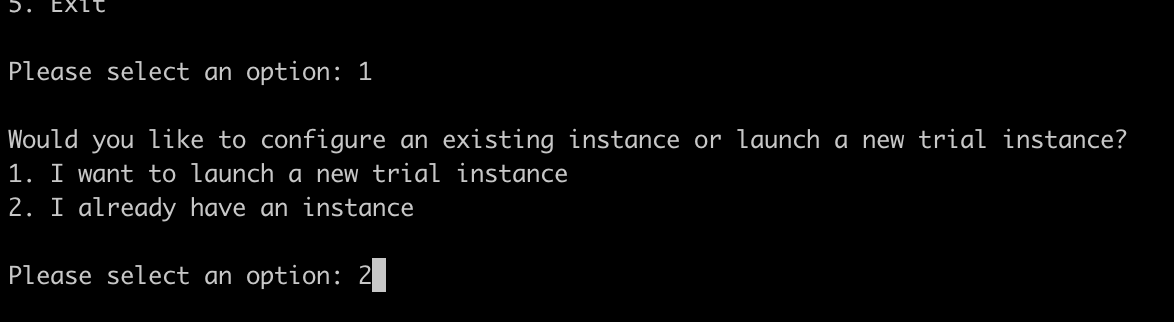 5. Exit
Please select an option: 1
Would you like to configure an existing instance or launch a new trial instance?
1. I want to launch a new trial instance
2. I already have an instance
Please select an option: 2